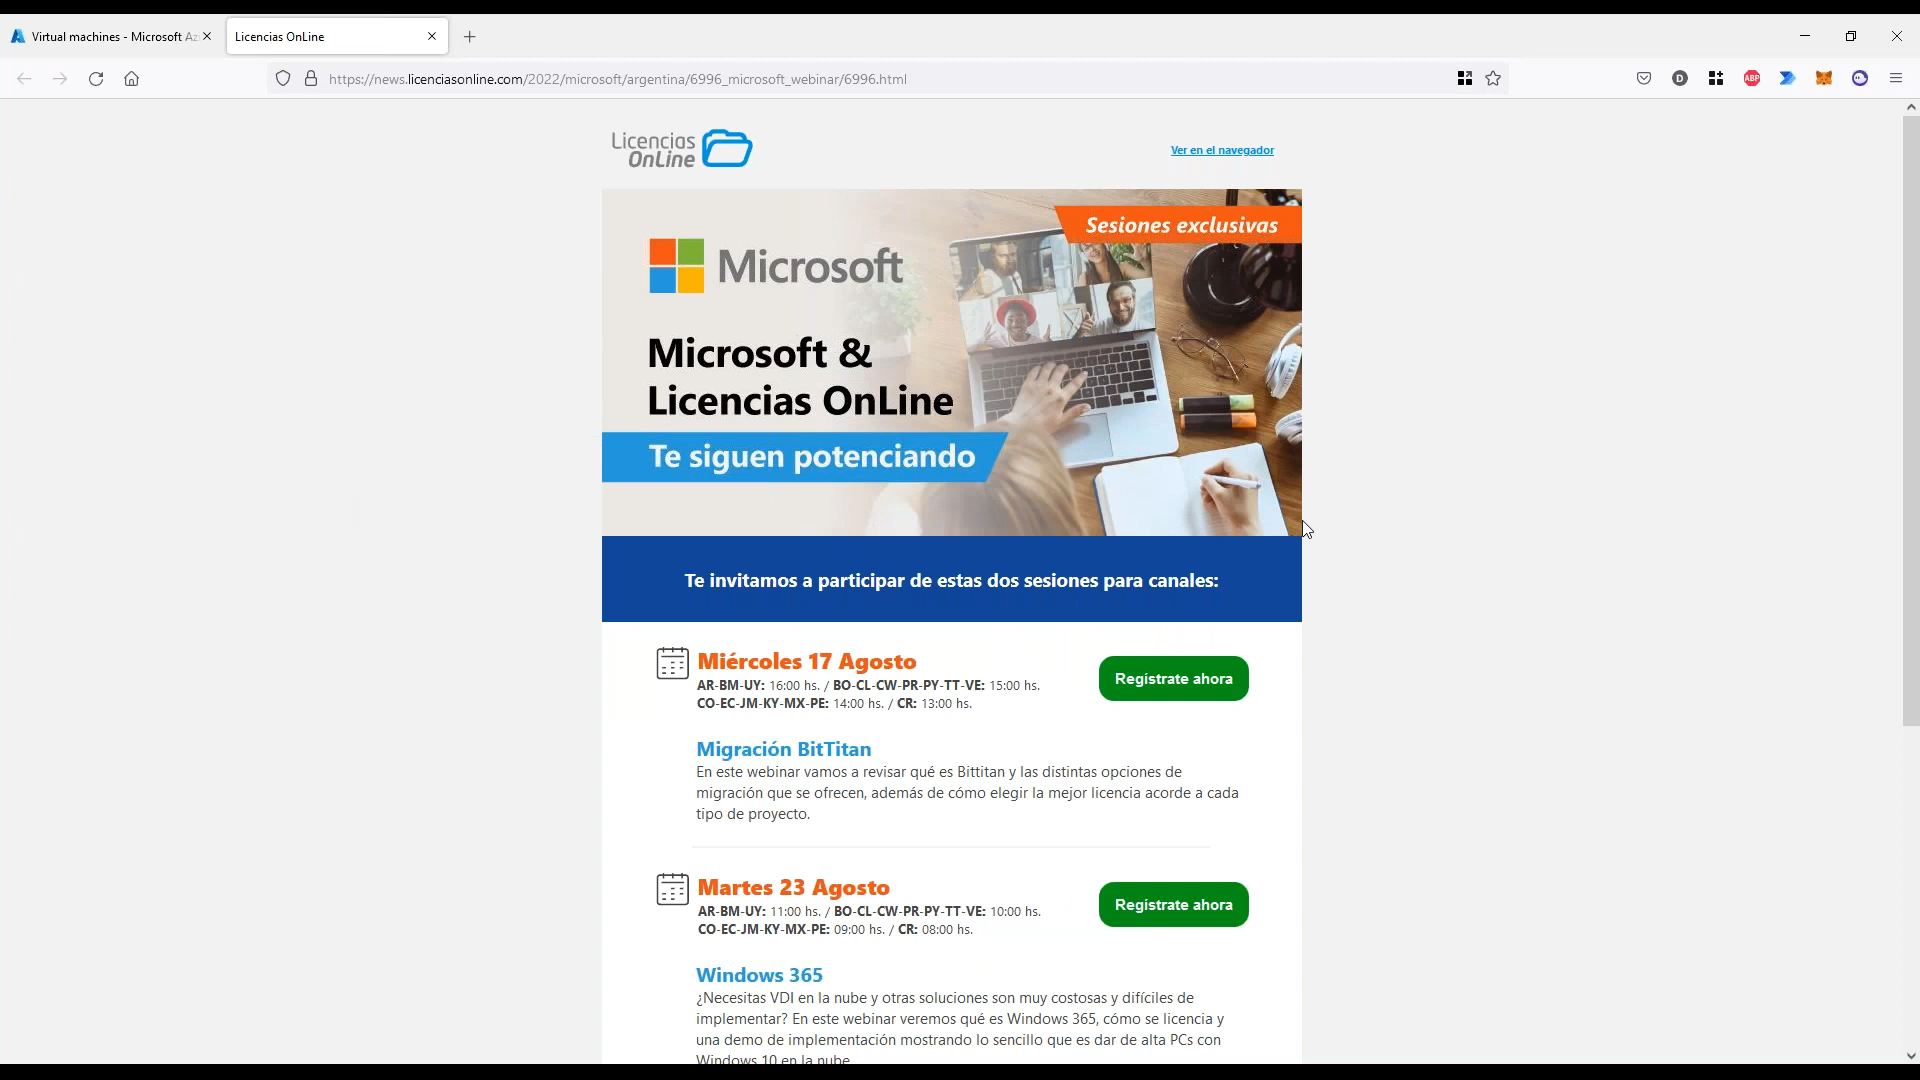 Virtual machines - Microsoft Az
Licencias OnLine
https://news.licenciasonline.com/2022/microsoft/argentina/6996_microsoft_webinar/6996.html
D
ABP
Licencias
OnLine
Ver en el navegador
Sesiones exclusivas
Microsoft
Microsoft &
Licencias OnLine
Te siguen potenciando
Te invitamos a participar de estas dos sesiones para canales:
Miércoles 17 Agosto
AR-BM-UY: 16:00 hs. / BO-CL-CW-PR-PY-TT-VE: 15:00 hs.
CO-EC-JM-KY-MX-PE: 14:00 hs. / CR: 13:00 hs.
Regístrate ahora
Migración BitTitan
En este webinar vamos a revisar qué es Bittitan y las distintas opciones de
migración que se ofrecen, además de cómo elegir la mejor licencia acorde a cada
tipo de proyecto.
Martes 23 Agosto
AR-BM-UY: 11:00 hs. / BO-CL-CW-PR-PY-TT-VE: 10:00 hs.
CO-EC-JM-KY-MX-PE: 09:00 hs. / CR: 08:00 hs.
Regístrate ahora
Windows 365
¿Necesitas VDI en la nube y otras soluciones son muy costosas y difíciles de
implementar? En este webinar veremos qué es Windows 365, cómo se licencia y
una demo de implementación mostrando lo sencillo que es dar de alta PCs con
Windows 10 en la nube.